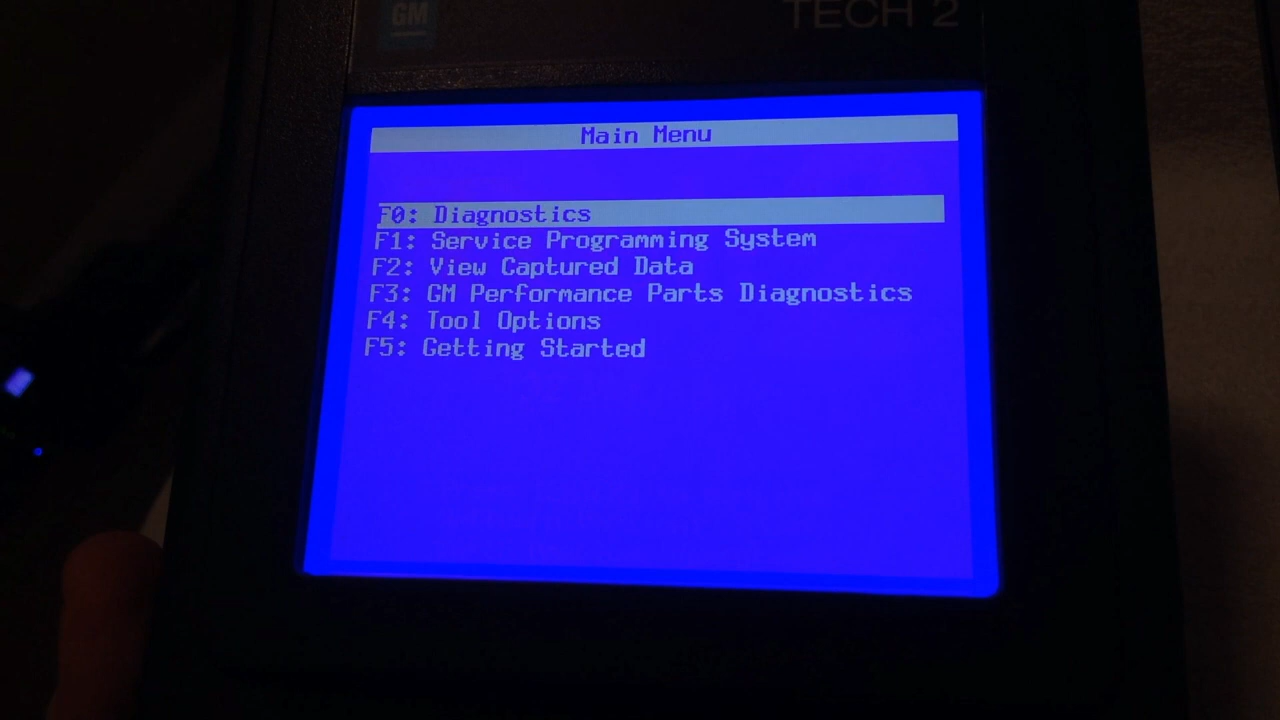 GM
TECH 2
Main Menu
F0: Diagnostics
F1: Service Programming System
F2: View Captured Data
F3: GM Performance Parts Diagnostics
F4: Tool Options
F5: Getting Started